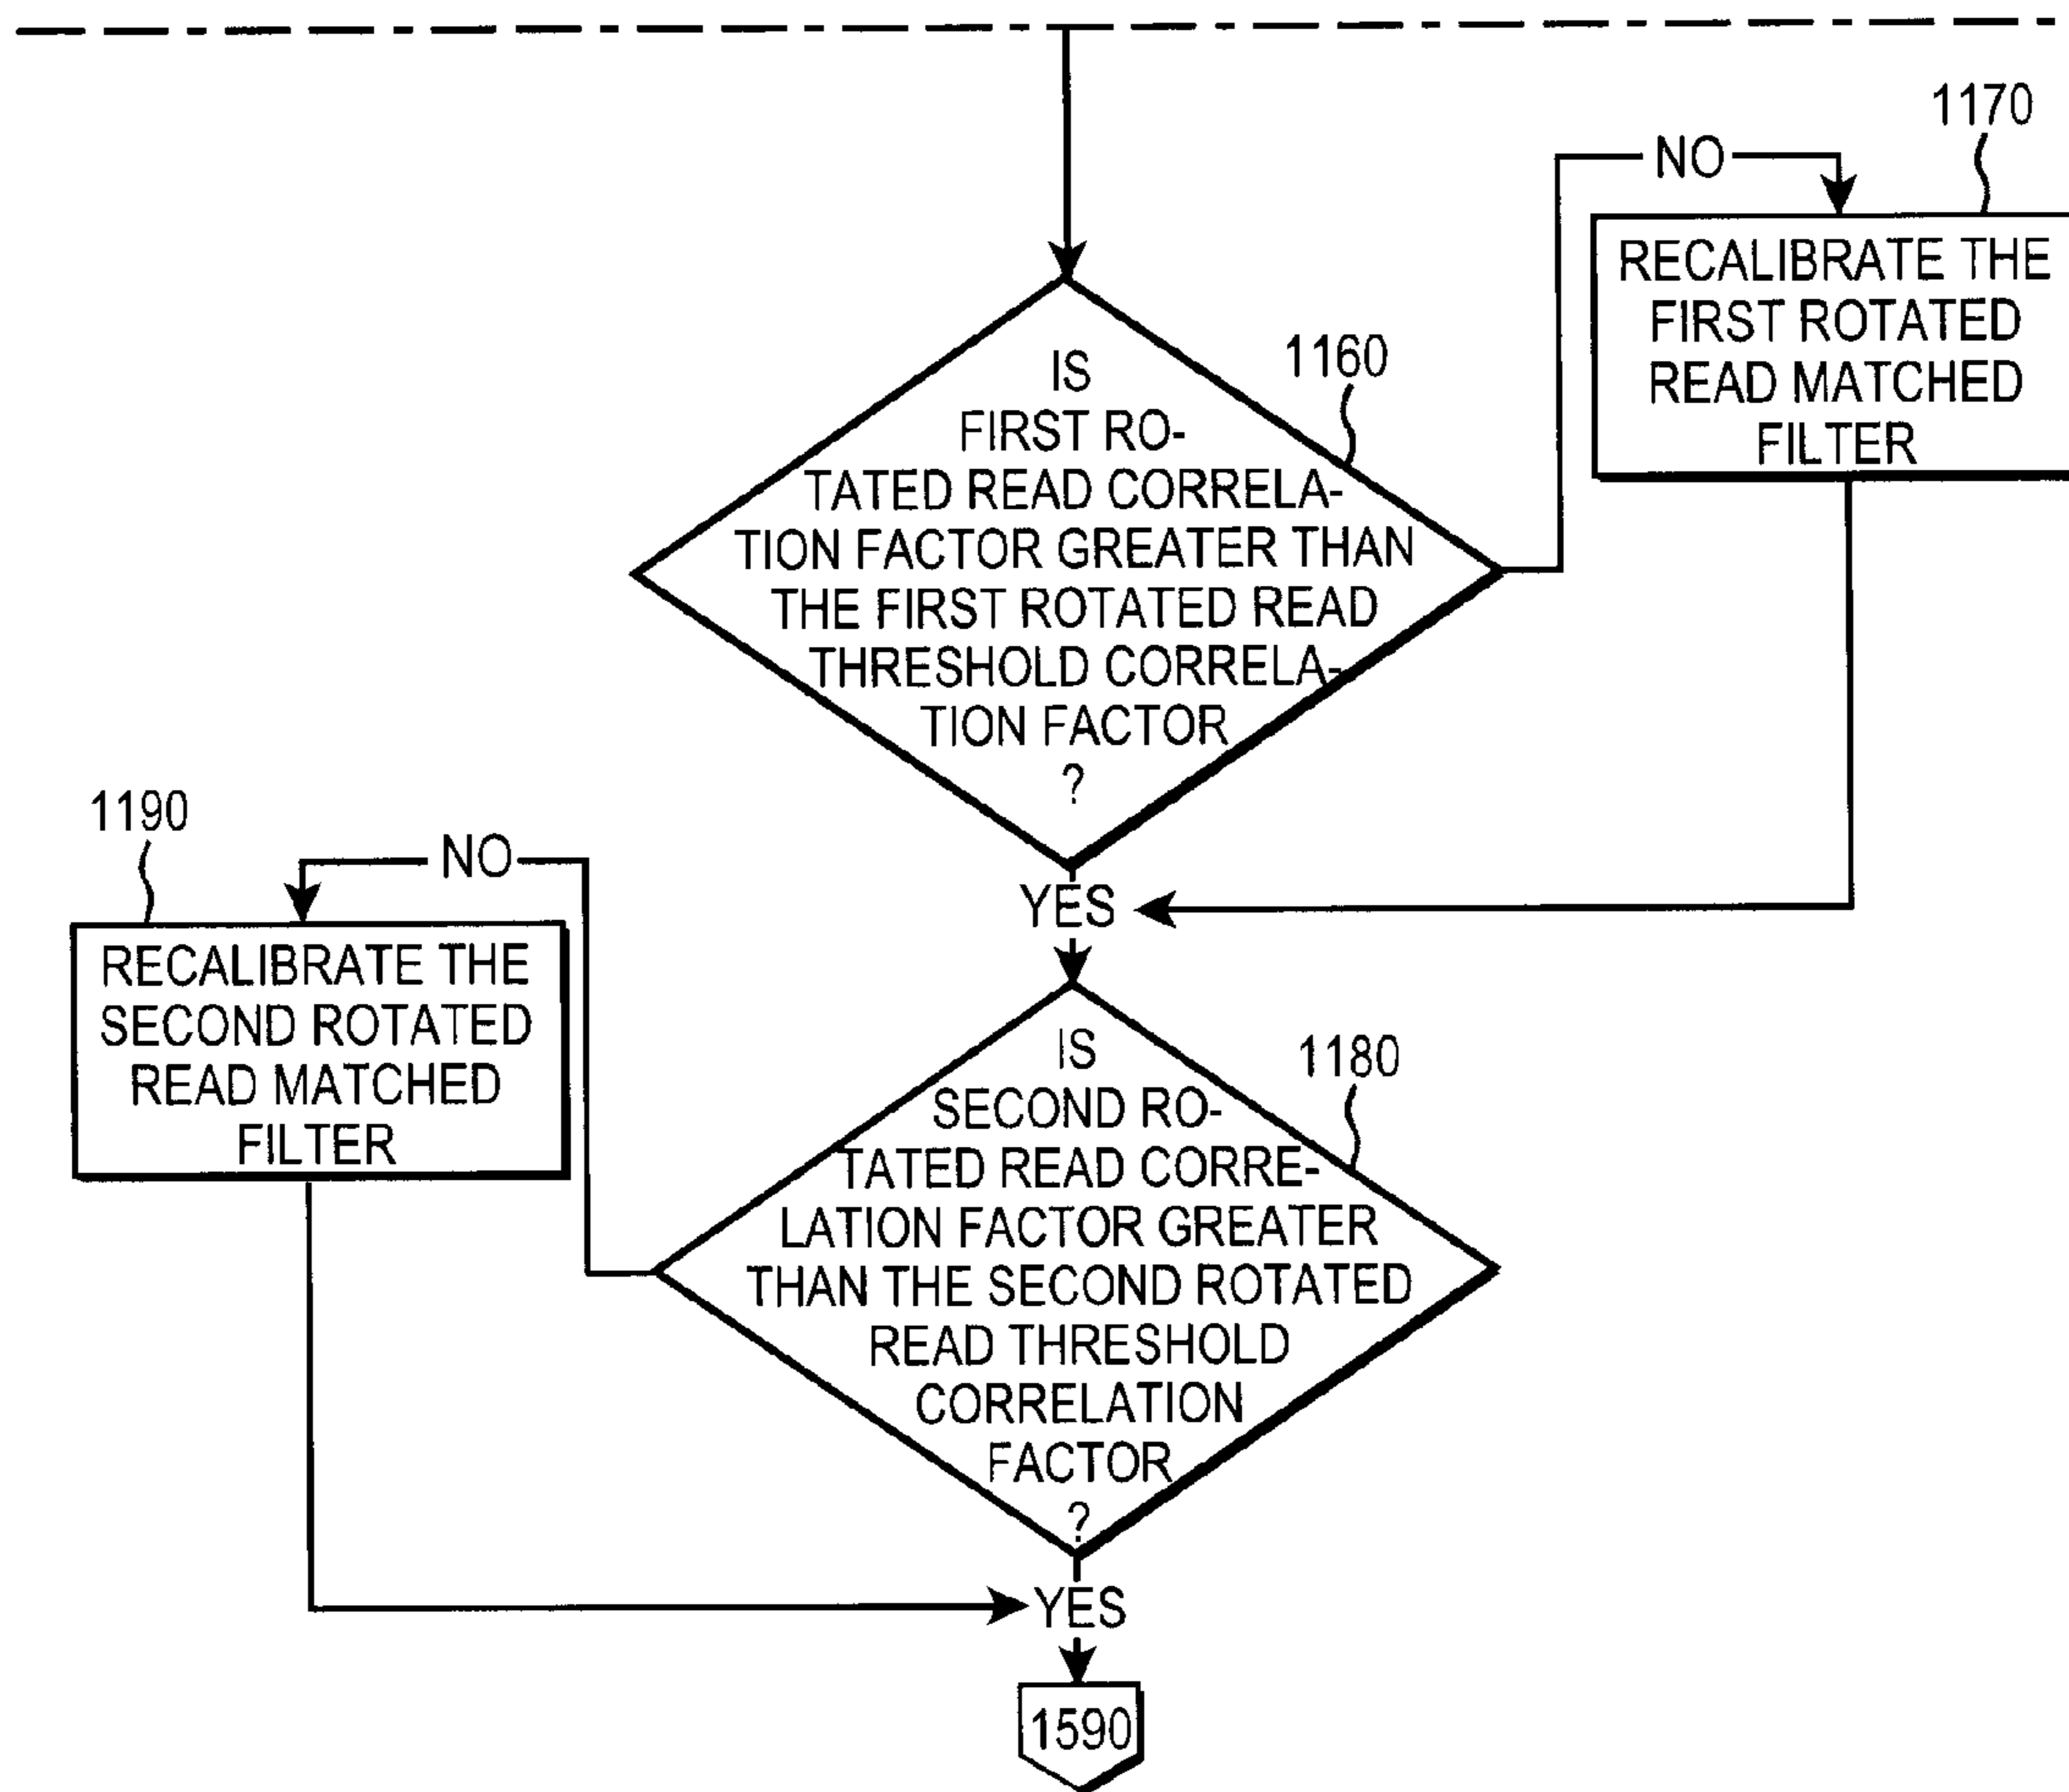 1170
NO
RECALIBRATE THE
FIRST ROTATED
READ MATCHED
FILTER
1160
IS
FIRST RO-
TATED READ CORRELA-
TION FACTOR GREATER THAN
THE FIRST ROTATED READ
THRESHOLD CORRELA-
TION FACTOR
?
YES
1190
NO
RECALIBRATE THE
SECOND ROTATED
READ MATCHED
FILTER
1180
IS
SECOND RO-
TATED READ CORRE-
LATION FACTOR GREATER
THAN THE SECOND ROTATED
READ THRESHOLD
CORRELATION
FACTOR
?
YES
1590